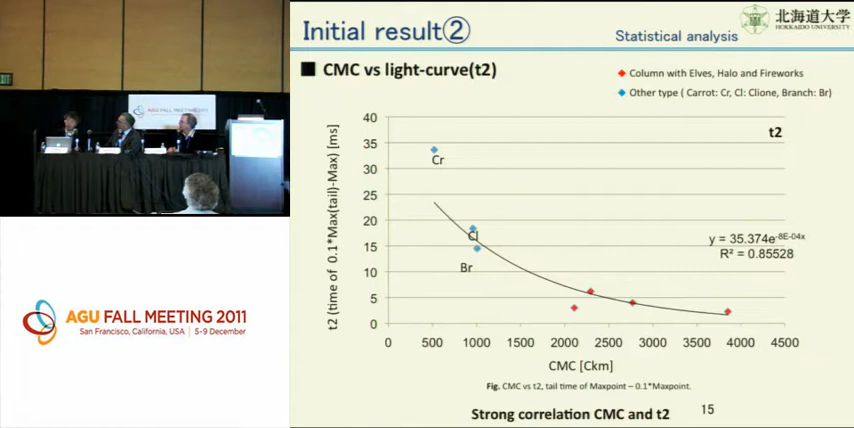 Initial result②
Statistical analysis
北海道大学
HOKKAIDO UNIVERSITY
■ CMC vs light-curve(t2)
Column with Elves, Halo and Fireworks
Other type ( Carrot: Cr, Cl: Clione, Branch: Br)
t2
t2 (time of 0.1*Max(tail)-Max) [ms]
40
35
30
25
20
15
10
5
0
Cr
Cl
Br
y = 35.374e-8E-04x
R² = 0.85528
0 500 1000 1500 2000 2500 3000 3500 4000 4500
CMC [Ckm]
Fig. CMC vs t2, tail time of Maxpoint – 0.1*Maxpoint.
Strong correlation CMC and t2
15
AGU FALL MEETING
AGU FALL MEETING 2011
San Francisco, California, USA | 5-9 December